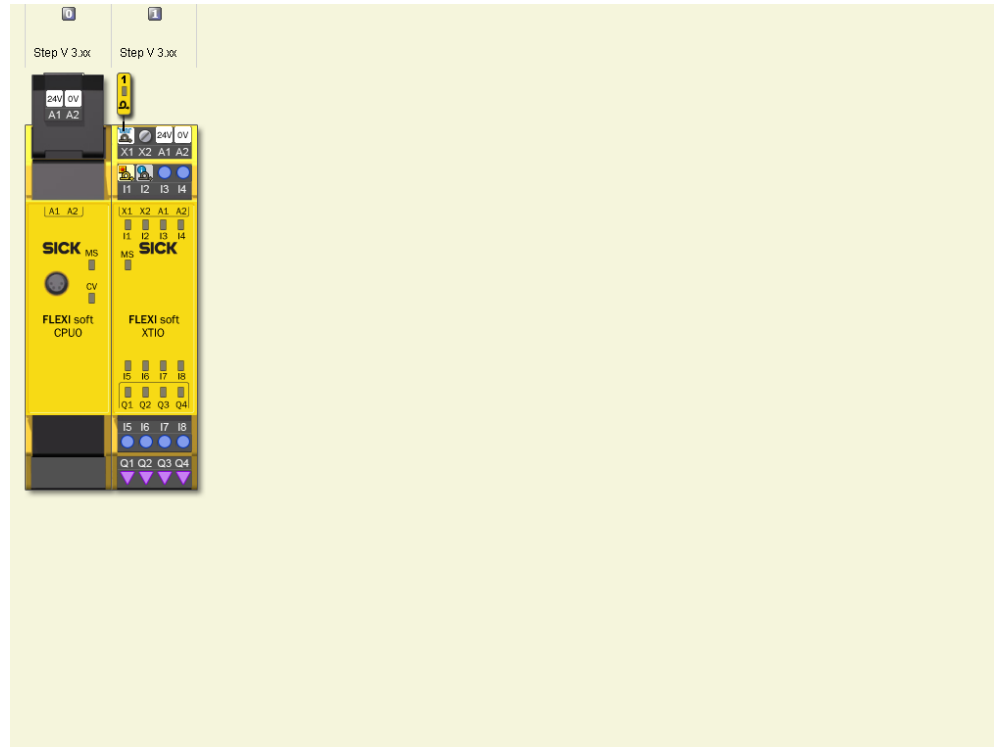 0 1
Step V 3.xx Step V 3.xx
1
24V 0V
A1 A2
24V 0V
X1 X2 A1 A2
I1 I2 I3 I4
A1 A2 X1 X2 A1 A2
I1 I2 I3 I4
SICK MS MS SICK
CV
FLEXI soft FLEXI soft
CPU0 XTIO
I5 I6 I7 I8
Q1 Q2 Q3 Q4
I5 I6 I7 I8
Q1 Q2 Q3 Q4